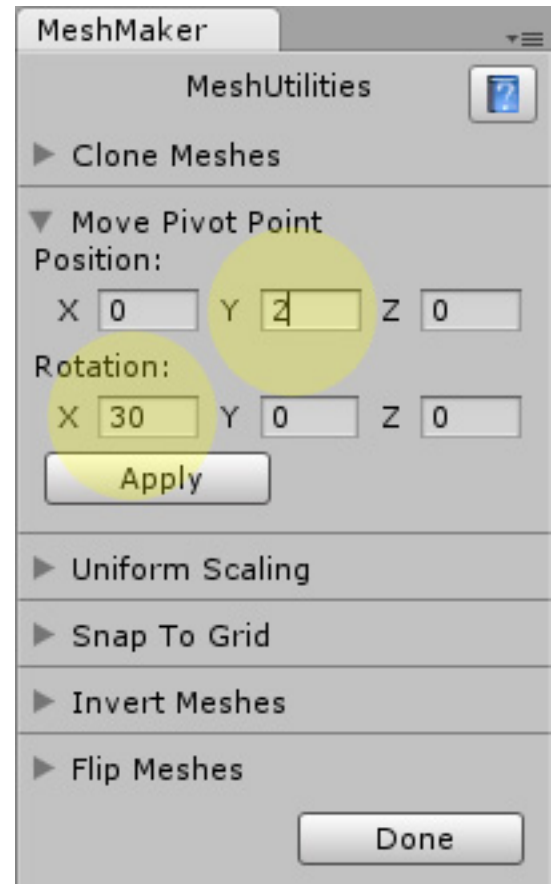 MeshMaker
MeshUtilities
?
Clone Meshes
Move Pivot Point
Position:
X 0 Y 2 Z 0
Rotation:
X 30 Y 0 Z 0
Apply
Uniform Scaling
Snap To Grid
Invert Meshes
Flip Meshes
Done